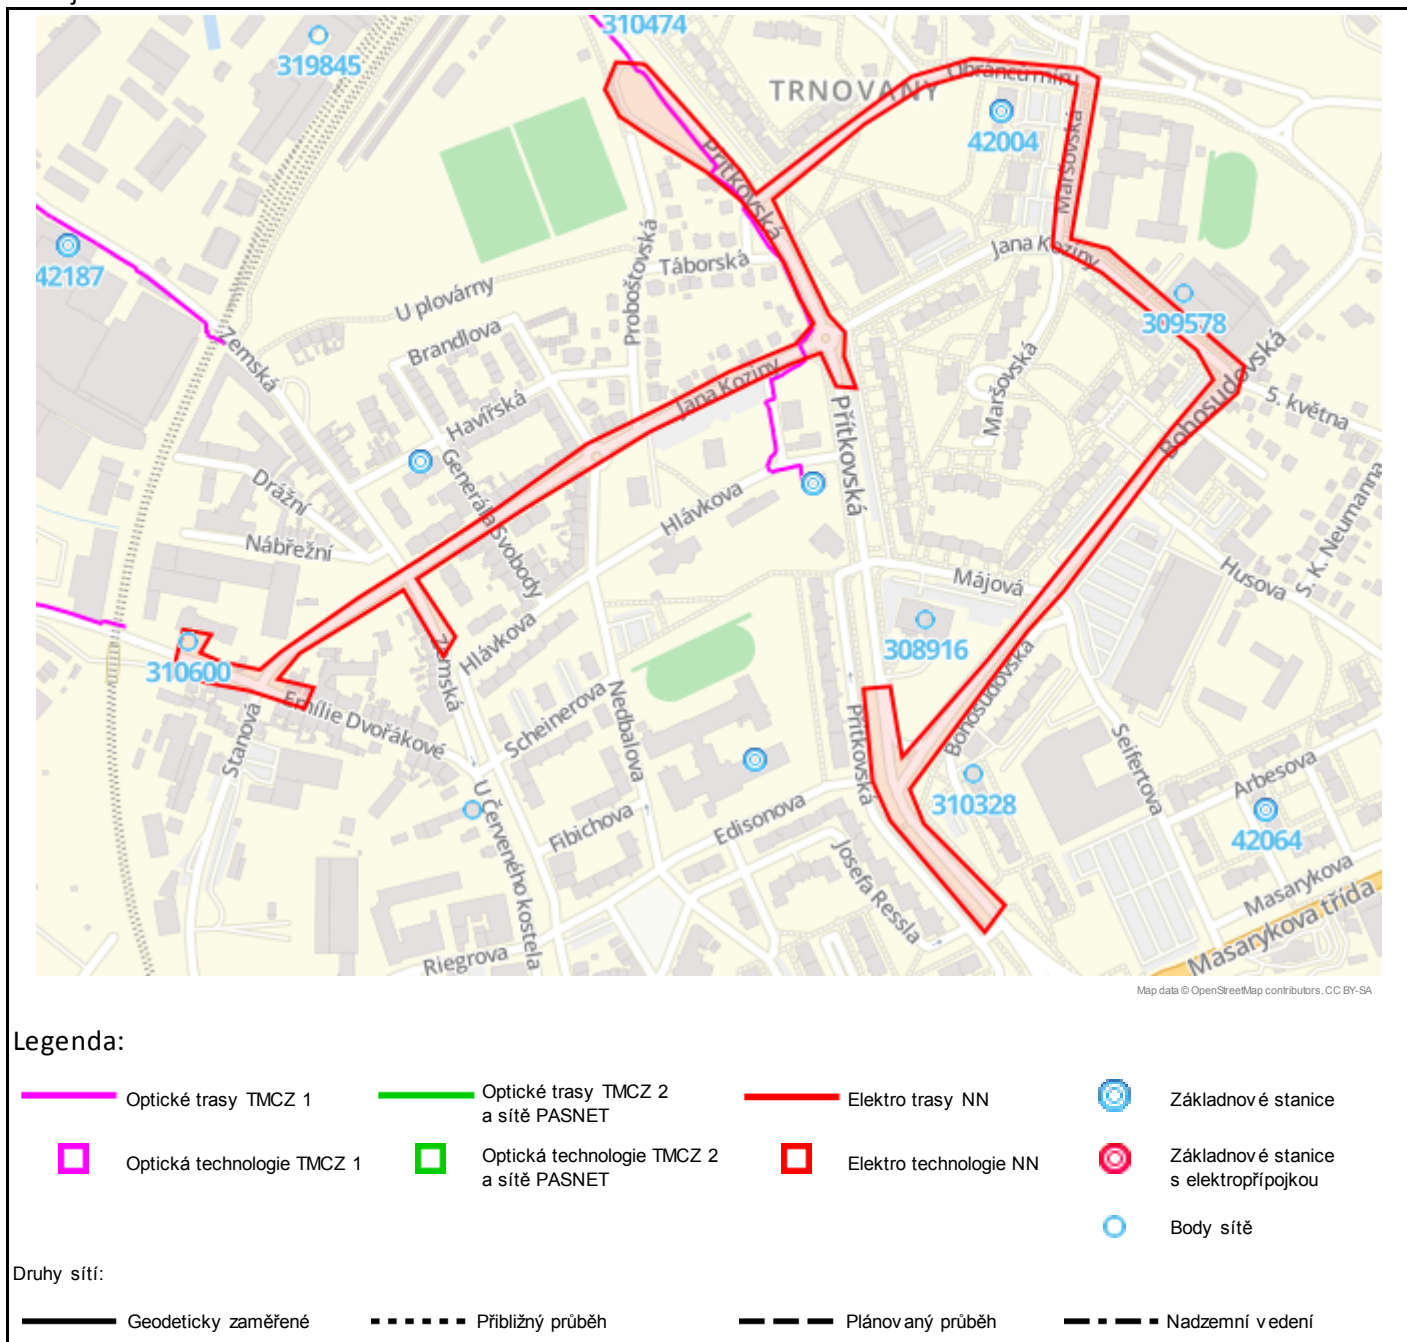 310474
319845
TRNOVANY
Obránců míru
42004
Maršovská
Přítkovská
Jana Koziny
Proboštovská
Táborská
42187
U plovárny
309578
Zemská
Brandlova
Bohosudovská
Maršovská
Jana Koziny
5. května
Havířská
Přítkovská
Generála Svobody
Drážní
Hlávkova
S. K. Neumanna
Nábřežní
Husova
Májová
Hlávkova
308916
310600
Zemská
Bohosudovská
Emílie Dvořákové
Stanová
Scheinerova
Nedbalova
Přítkovská
Seifertova
Arbesova
310328
U Červeného kostela
Edisonova
Fibichova
42064
Josefa Ressla
Masarykova
Riegrova
Masarykova třída
Map data © OpenStreetMap contributors, CC BY-SA
Legenda:
Optické trasy TMCZ 1
Optické trasy TMCZ 2
a sítě PASNET
Elektro trasy NN
Základnové stanice
Optická technologie TMCZ 1
Optická technologie TMCZ 2
a sítě PASNET
Elektro technologie NN
Základnové stanice
s elektropřípojkou
Body sítě
Druhy sítí:
Geodeticky zaměřené
Přibližný průběh
Plánovaný průběh
Nadzemní vedení